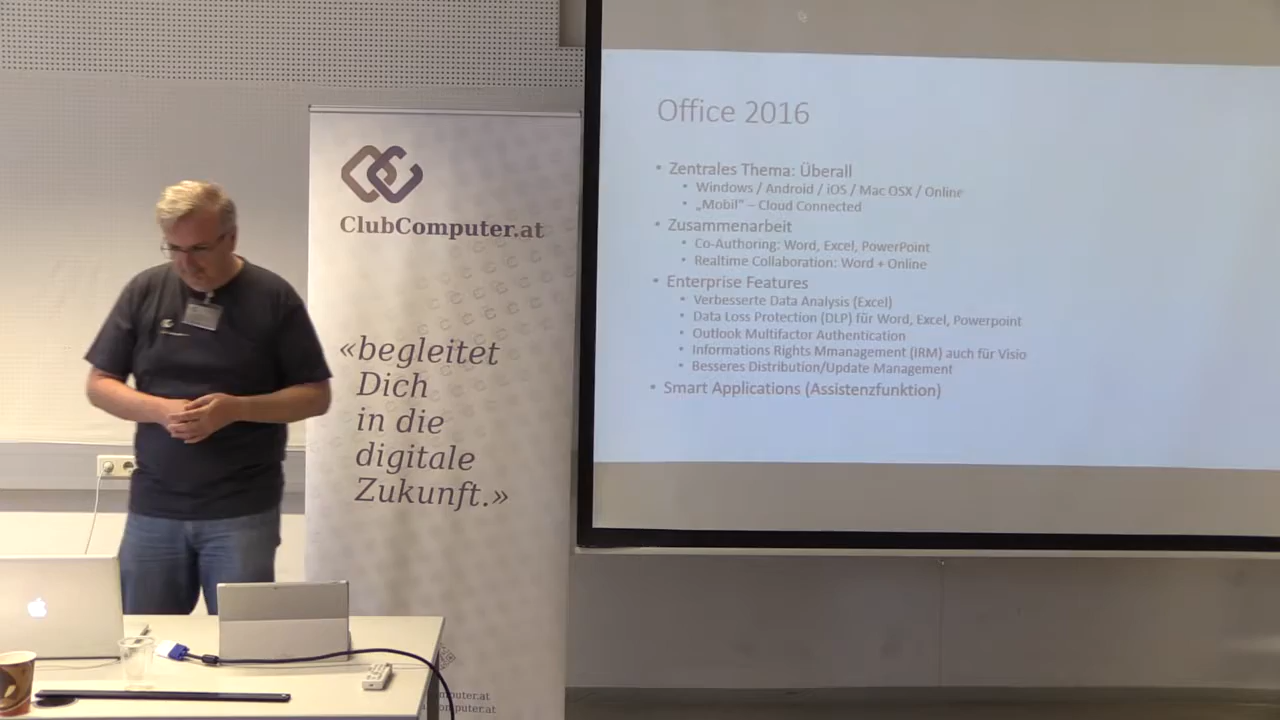 ClubComputer.at
«begleitet
Dich
in die
digitale
Zukunft.»
Office 2016
• Zentrales Thema: Überall
• Windows / Android / iOS / Mac OSX / Online
• „Mobil” – Cloud Connected
• Zusammenarbeit
• Co-Authoring: Word, Excel, PowerPoint
• Realtime Collaboration: Word + Online
• Enterprise Features
• Verbesserte Data Analysis (Excel)
• Data Loss Protection (DLP) für Word, Excel, Powerpoint
• Outlook Multifactor Authentication
• Informations Rights Mmanagement (IRM) auch für Visio
• Besseres Distribution/Update Management
• Smart Applications (Assistenzfunktion)